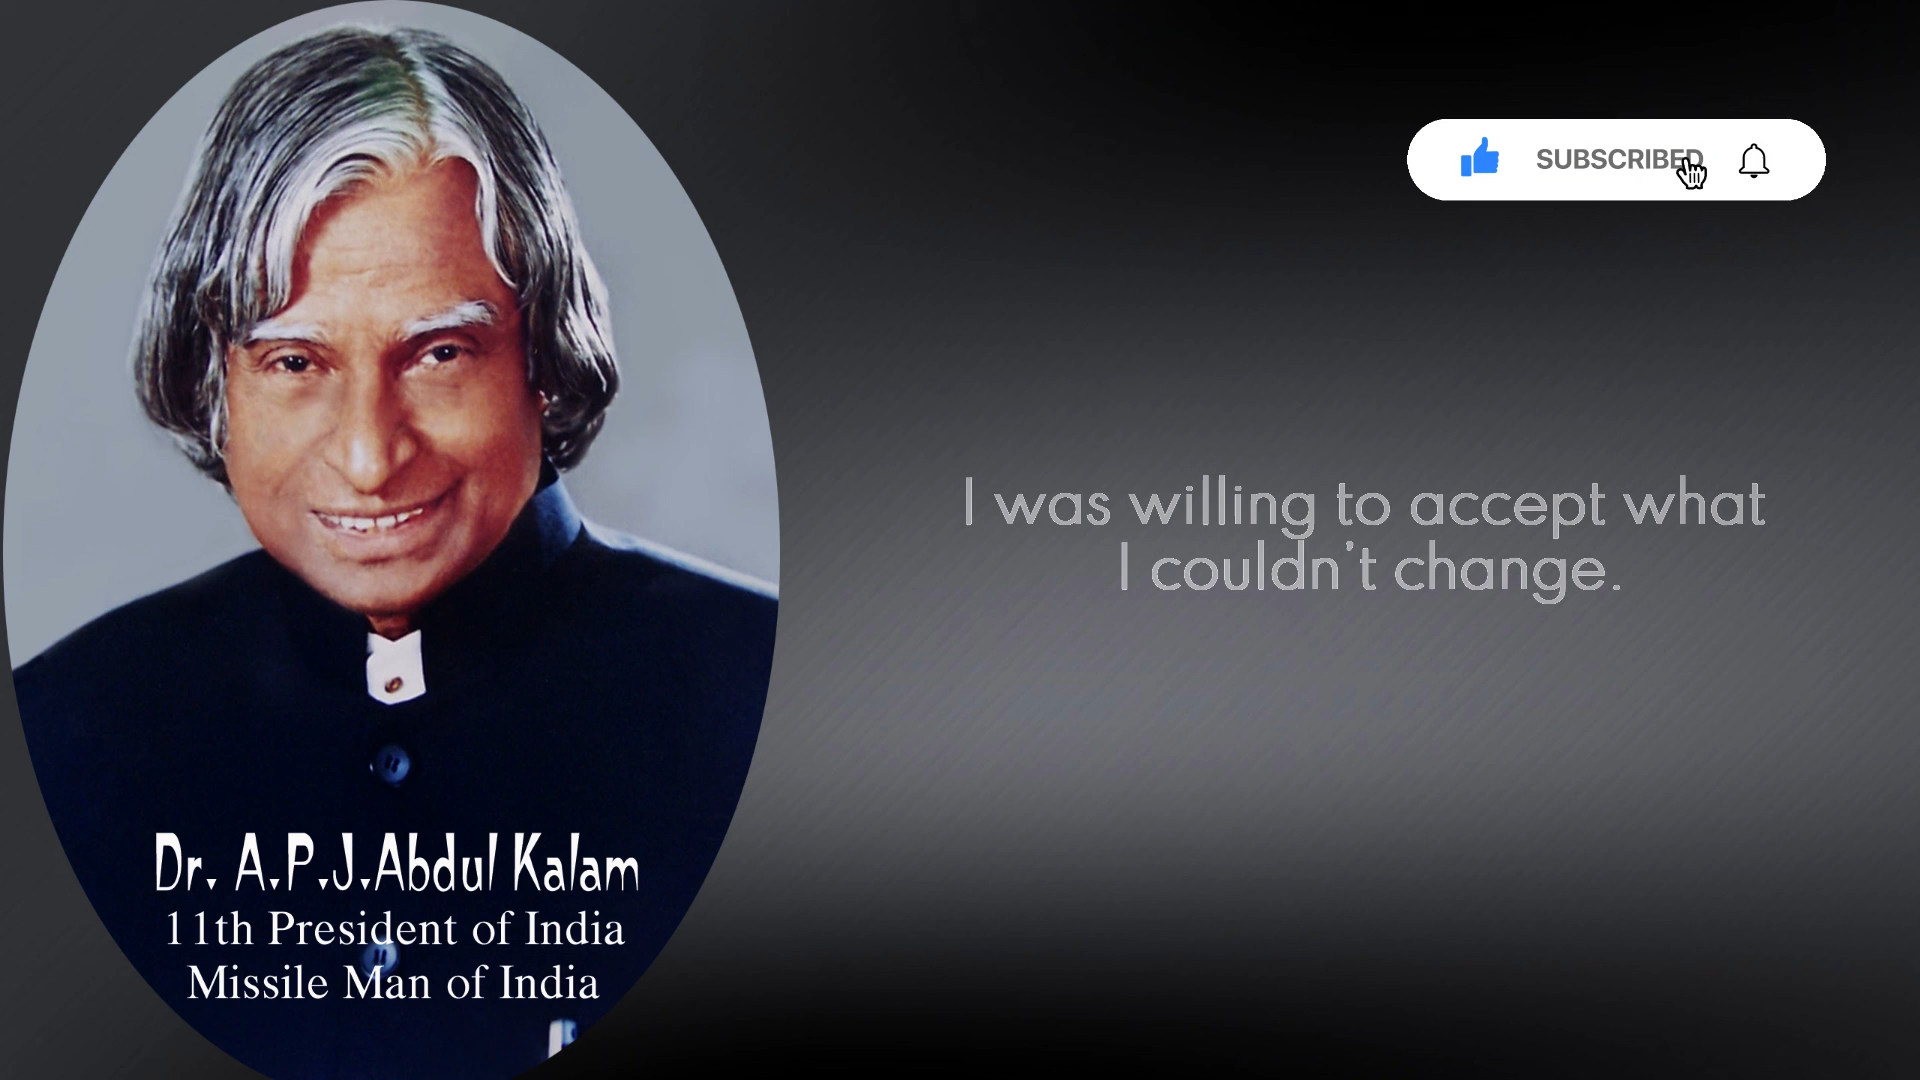 SUBSCRIBED
I was willing to accept what
I couldn't change.
Dr. A.P.J.Abdul Kalam
11th President of India
Missile Man of India